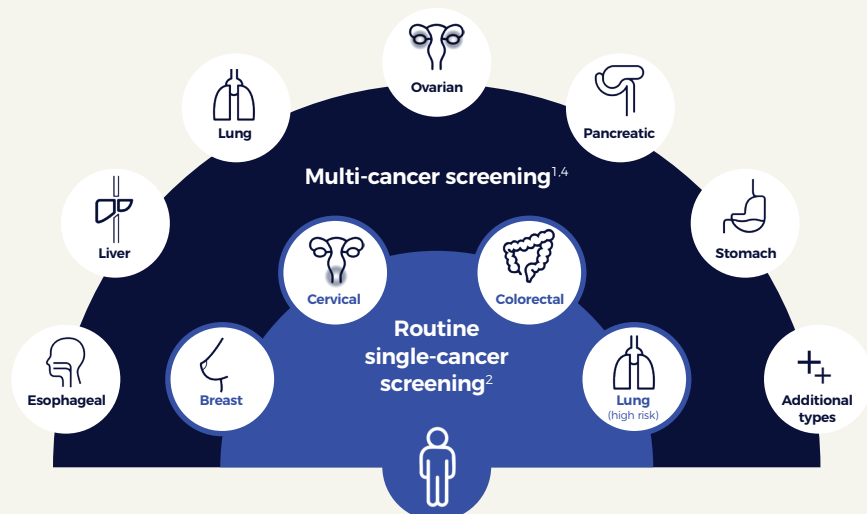 Ovarian
Lung
Pancreatic
Multi-cancer screening1,4
Liver
Stomach
Cervical
Colorectal
Routine
single-cancer
screening2
Esophageal
Breast
Lung
(high risk)
Additional
types